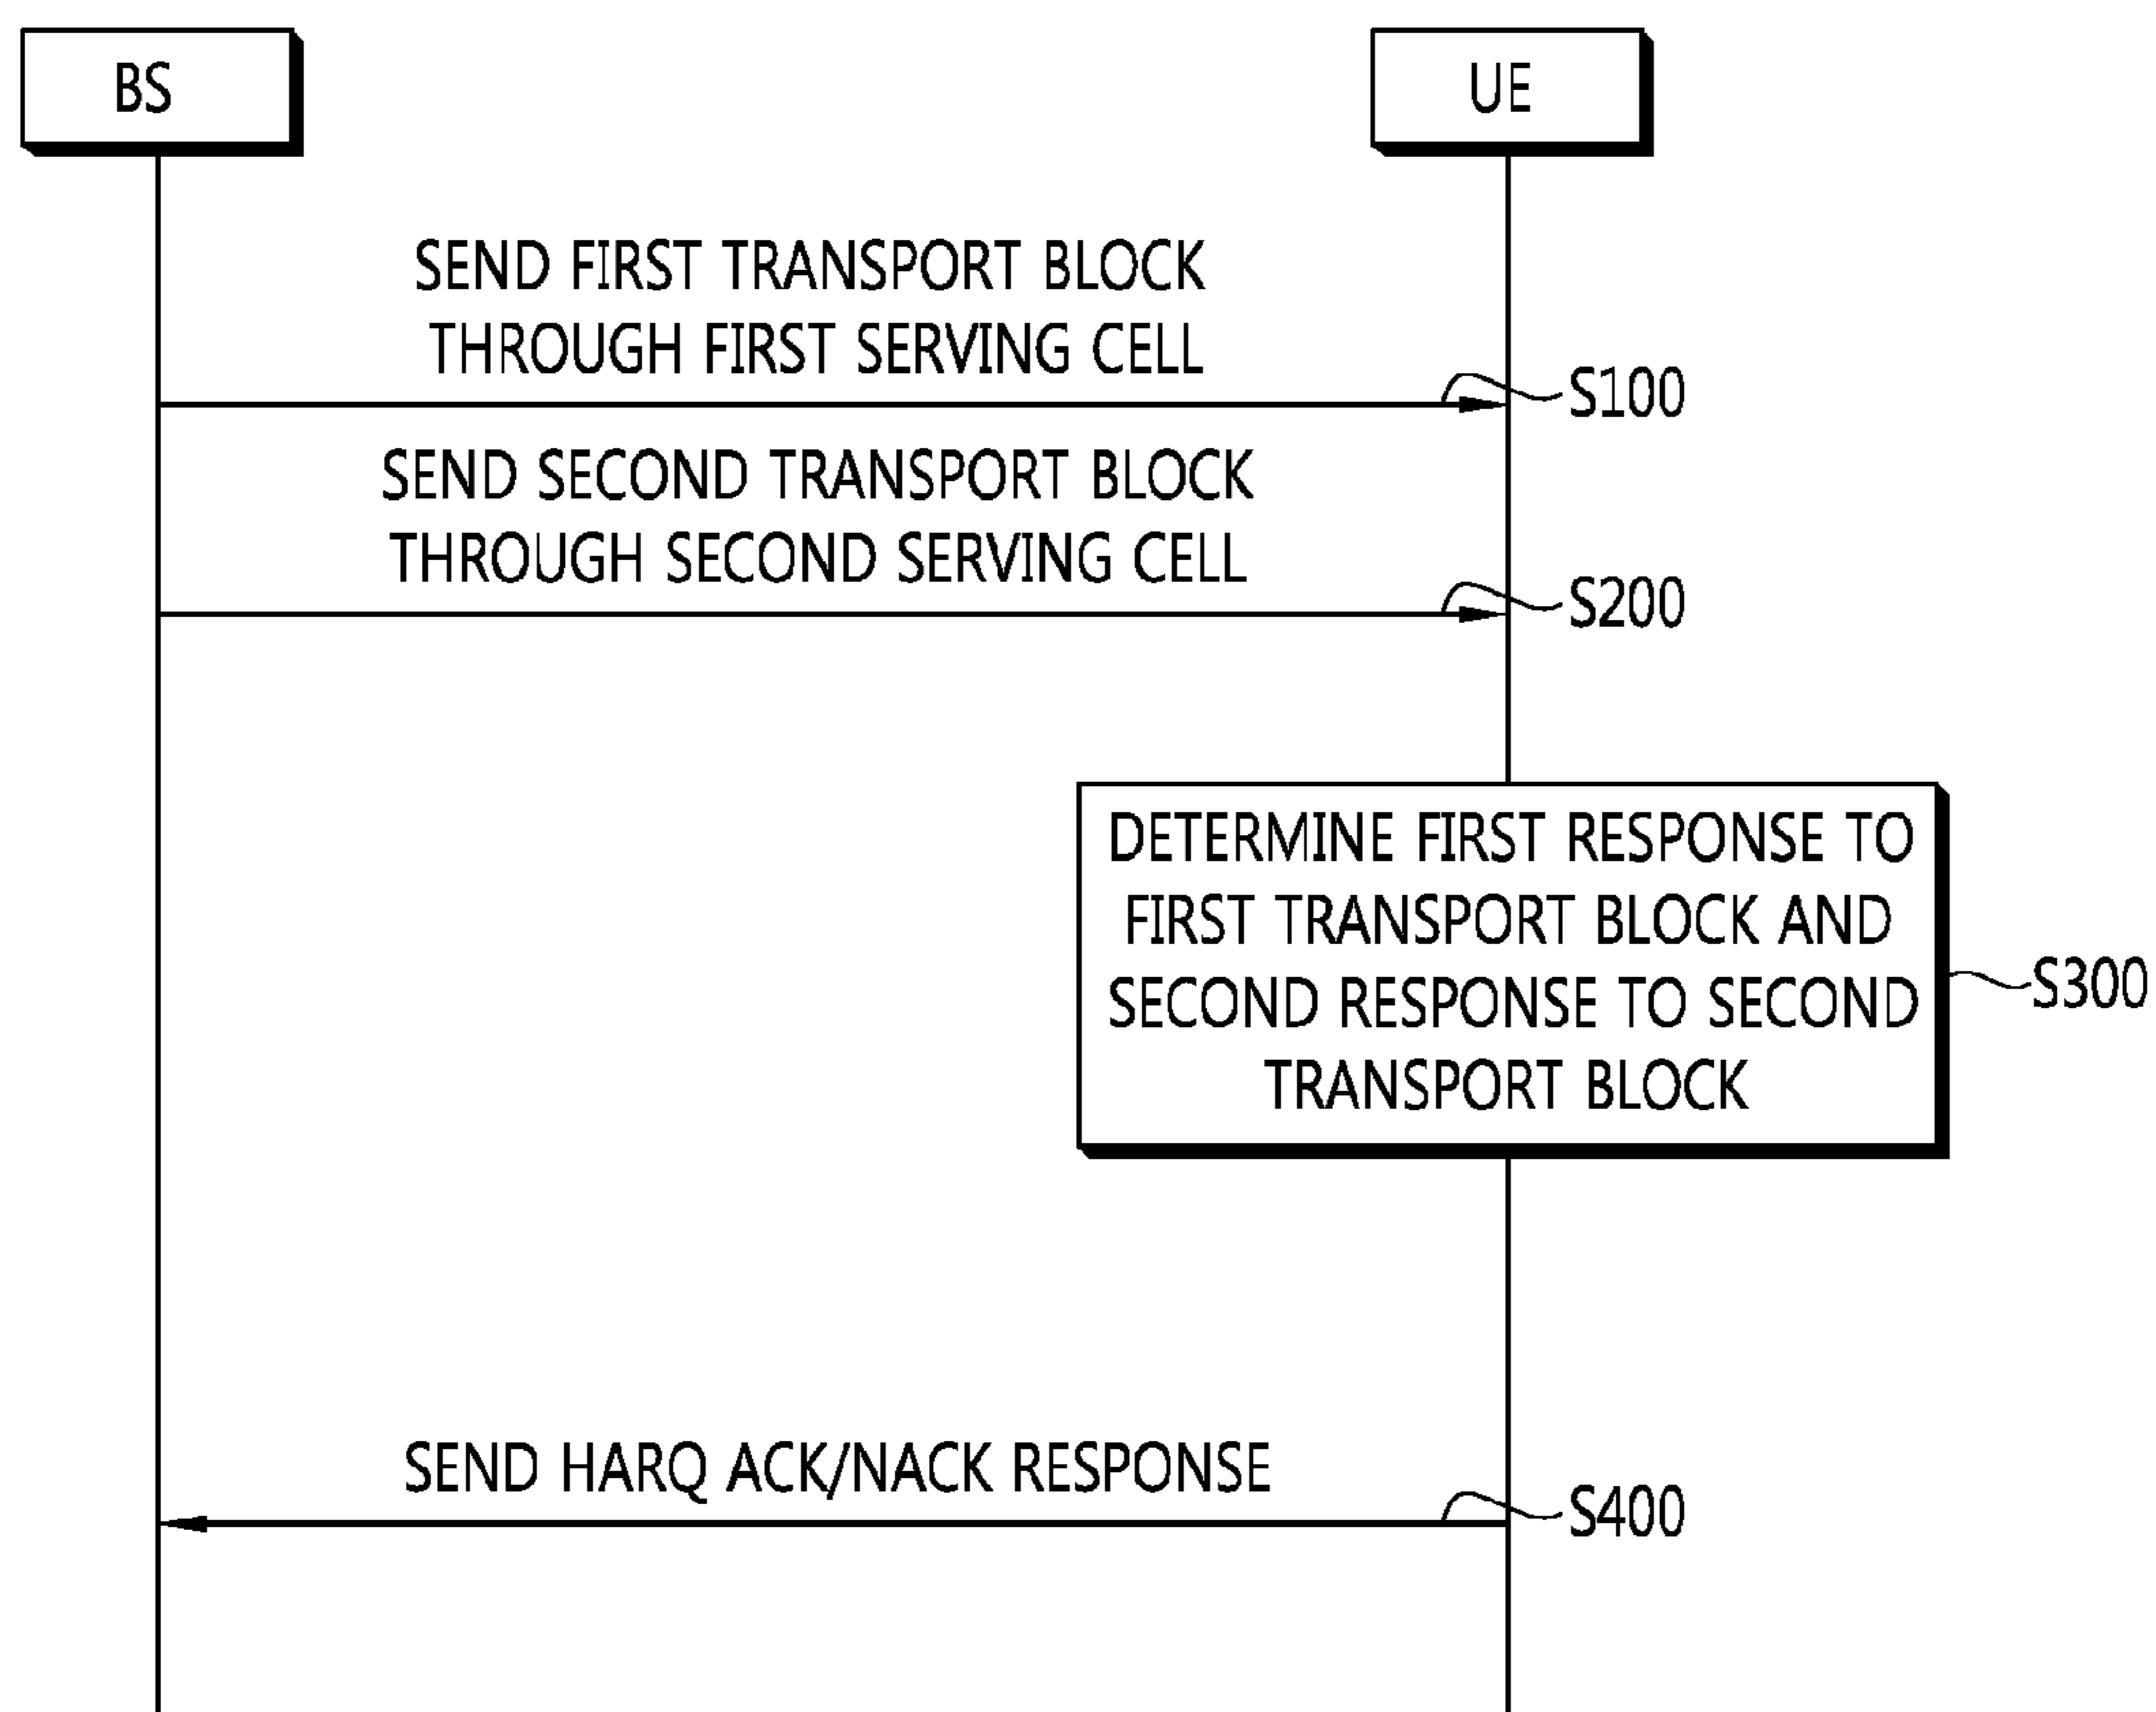 BS
UE
SEND FIRST TRANSPORT BLOCK
THROUGH FIRST SERVING CELL
S100
SEND SECOND TRANSPORT BLOCK
THROUGH SECOND SERVING CELL
S200
DETERMINE FIRST RESPONSE TO
FIRST TRANSPORT BLOCK AND
SECOND RESPONSE TO SECOND
TRANSPORT BLOCK
S300
SEND HARQ ACK/NACK RESPONSE
S400